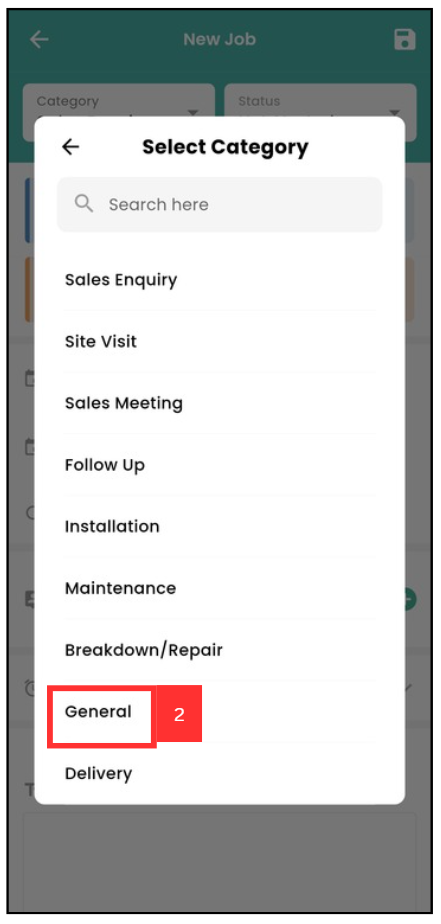 New Job
Category
Status
Select Category
Search here
Sales Enquiry
Site Visit
Sales Meeting
Follow Up
Installation
Maintenance
Breakdown/Repair
General
2
Delivery
T